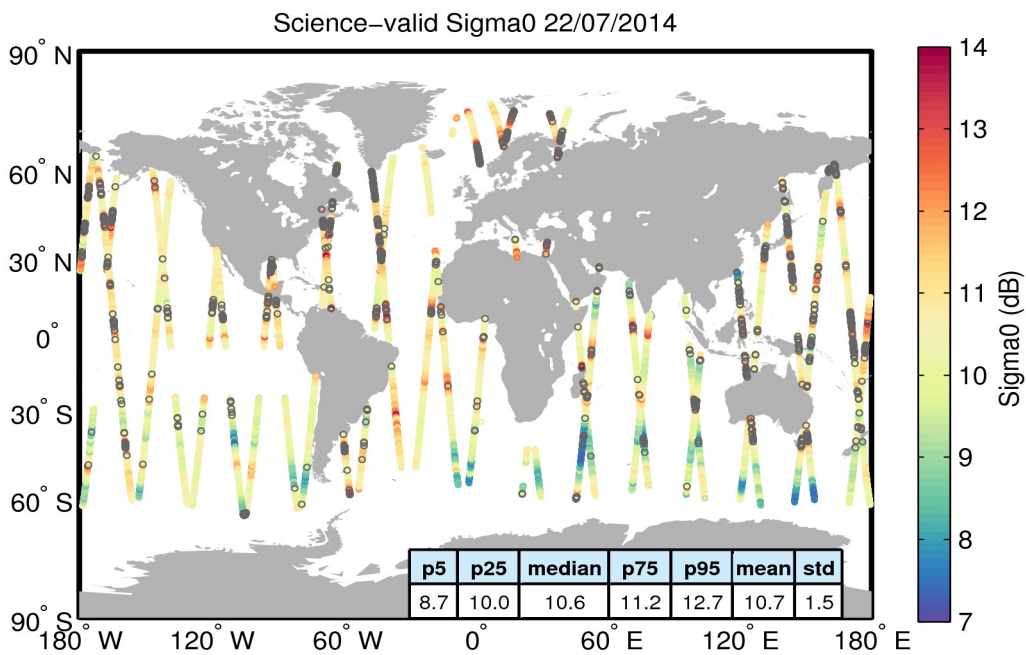 Science−valid Sigma0 22/07/2014
90° N
60° N
30° N
0°
30° S
60° S
90° S
180° W
120° W
60° W
0°
60° E
120° E
180° E
p5 p25 median p75 p95 mean std
8.7 10.0 10.6 11.2 12.7 10.7 1.5
14
13
12
11
10
9
8
7
Sigma0 (dB)